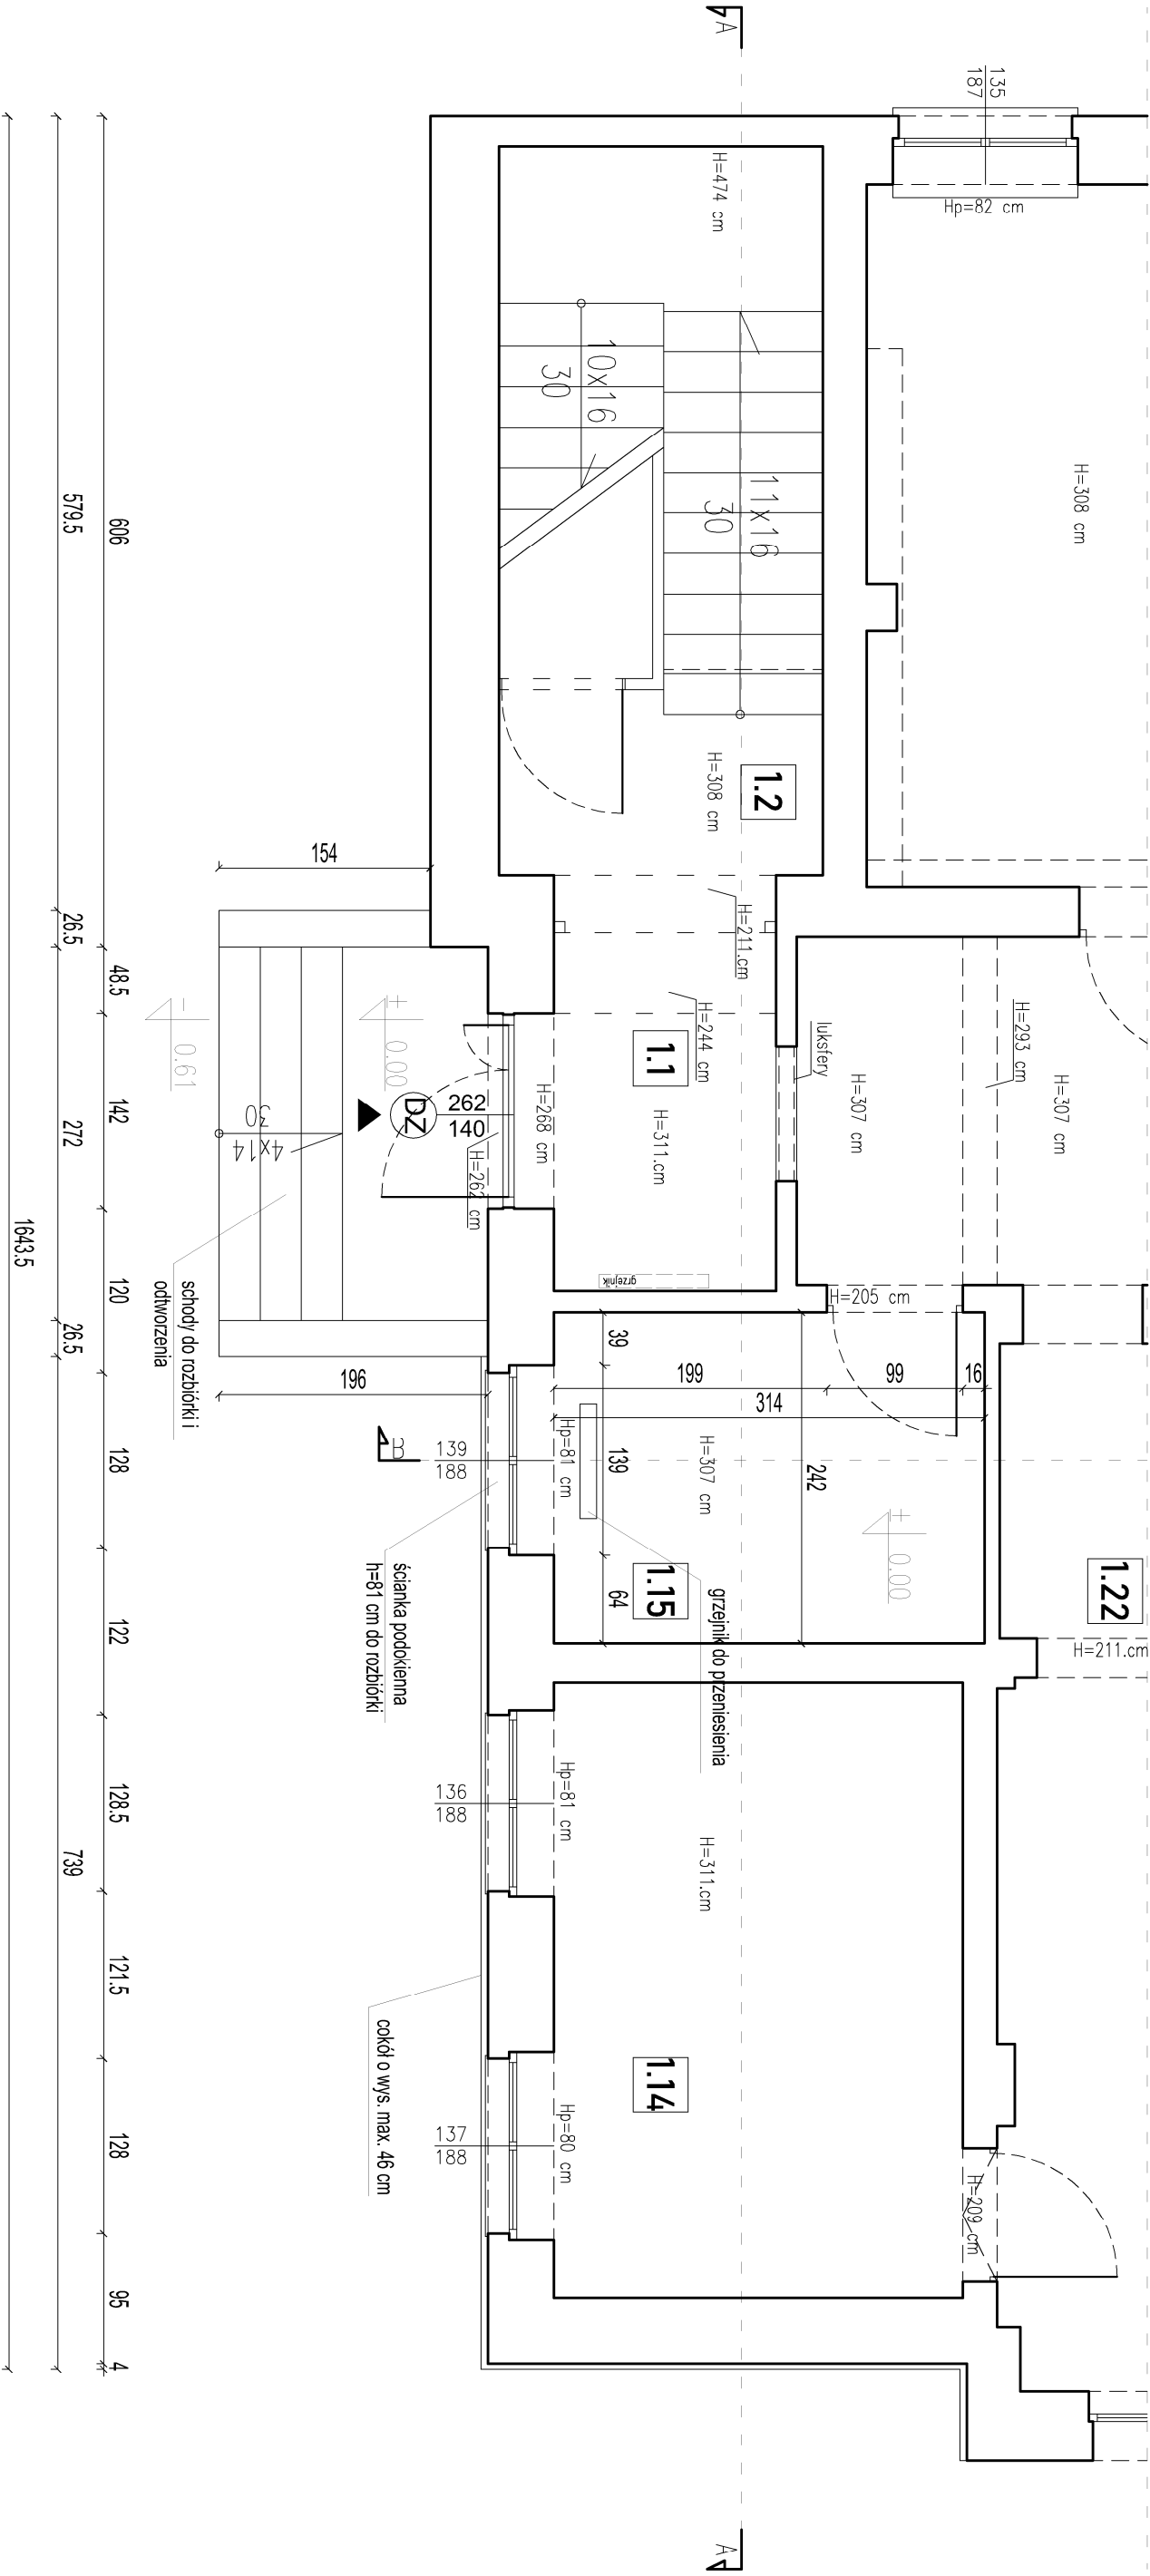 A
135
187
Hp=82 cm
H=474 cm
H=308 cm
10x16
30
11x16
30
1.2
H=308 cm
H=211.cm
H=244 cm
1.1
H=311.cm
luksfery
H=307 cm
H=293 cm
H=307 cm
H=268 cm
262
140
DZ
H=262 cm
± 0.00
- 0.61
4x14
30
grzejnik
H=205 cm
schody do rozbiórki i
odtworzenia
39
139
64
199
99
16
314
242
H=307 cm
Hp=81 cm
± 0.00
1.15
grzejnik do przeniesienia
1.22
H=211.cm
B
139
188
ścianka podokienna
h=81 cm do rozbiórki
Hp=81 cm
136
188
H=311.cm
1.14
Hp=80 cm
137
188
H=209 cm
cokół o wys. max. 46 cm
A
154
196
606
48.5
142
120
128
122
128.5
121.5
128
95
4
579.5
26.5
272
26.5
739
1643.5